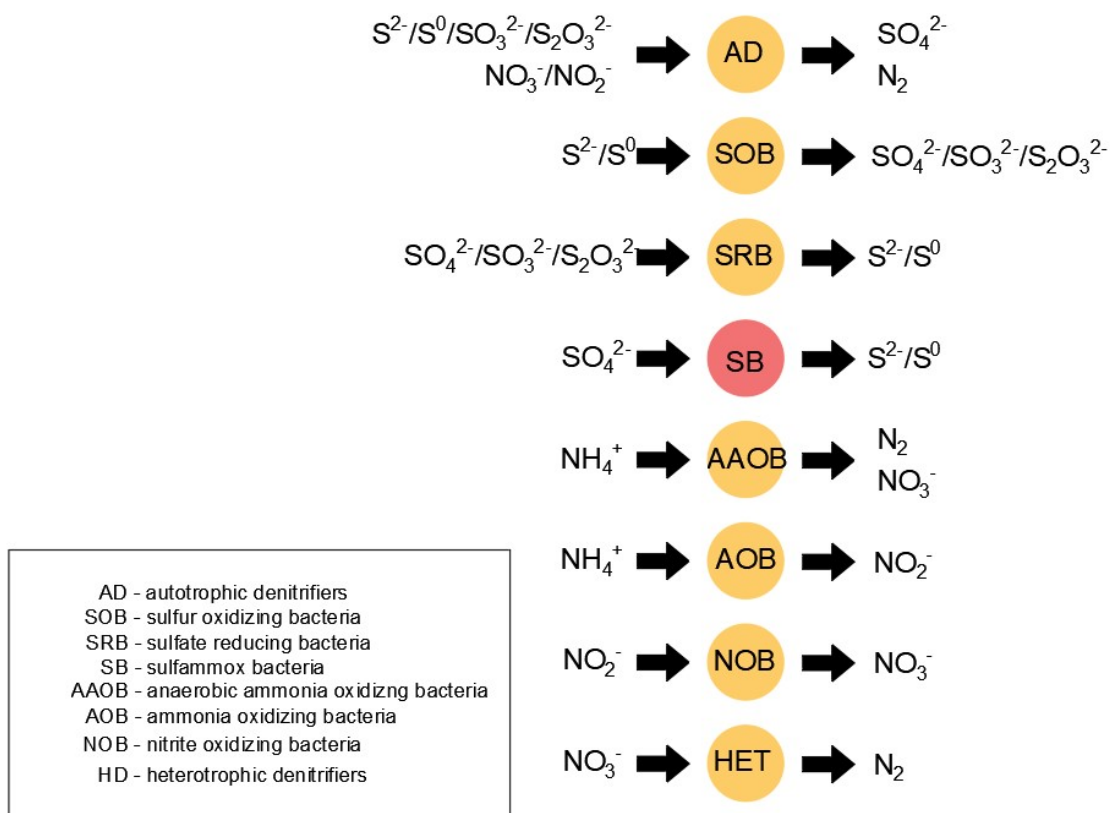 S²⁻/S⁰/SO₃²⁻/S₂O₃²⁻
NO₃⁻/NO₂⁻
AD
SO₄²⁻
N₂
S²⁻/S⁰
SOB
SO₄²⁻/SO₃²⁻/S₂O₃²⁻
SO₄²⁻/SO₃²⁻/S₂O₃²⁻
SRB
S²⁻/S⁰
SO₄²⁻
SB
S²⁻/S⁰
NH₄⁺
AAOB
N₂
NO₃⁻
NH₄⁺
AOB
NO₂⁻
NO₂⁻
NOB
NO₃⁻
NO₃⁻
HET
N₂
AD - autotrophic denitrifiers
SOB - sulfur oxidizing bacteria
SRB - sulfate reducing bacteria
SB - sulfammox bacteria
AAOB - anaerobic ammonia oxidizng bacteria
AOB - ammonia oxidizing bacteria
NOB - nitrite oxidizing bacteria
HD - heterotrophic denitrifiers